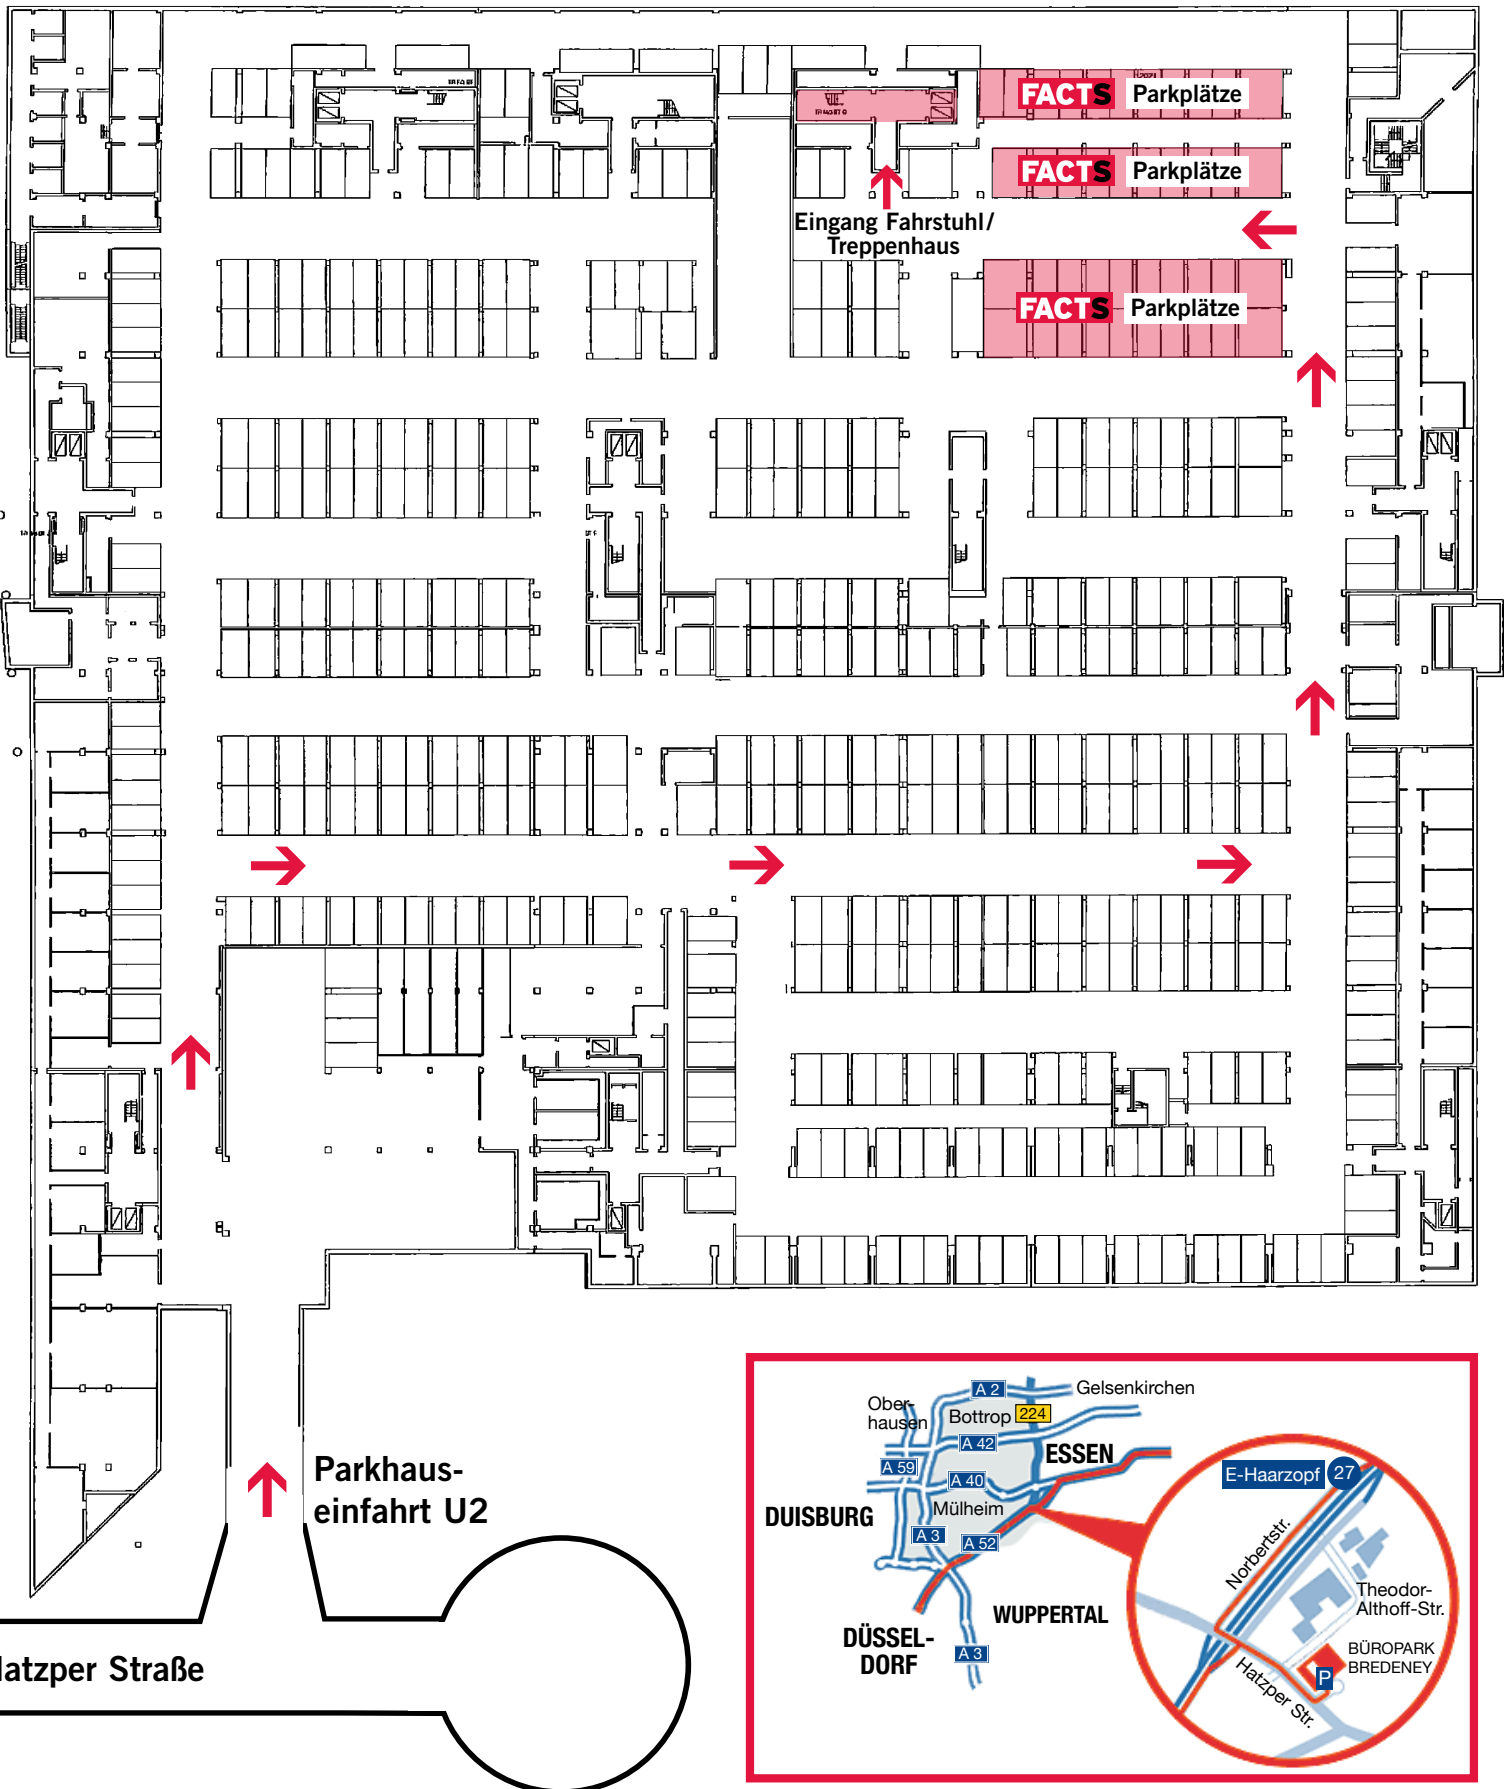 FACTS Parkplätze
FACTS Parkplätze
Eingang Fahrstuhl/
Treppenhaus
FACTS Parkplätze
Parkhaus-
einfahrt U2
atzper Straße
A 2
Gelsenkirchen
Ober-
hausen
Bottrop
224
A 42
ESSEN
A 59
A 40
E-Haarzopf 27
Mülheim
DUISBURG
A 3
A 52
Norbertstr.
Theodor-
Althoff-Str.
WUPPERTAL
DÜSSEL-
DORF
A 3
BÜROPARK
BREDENEY
P
Hatzper Str.